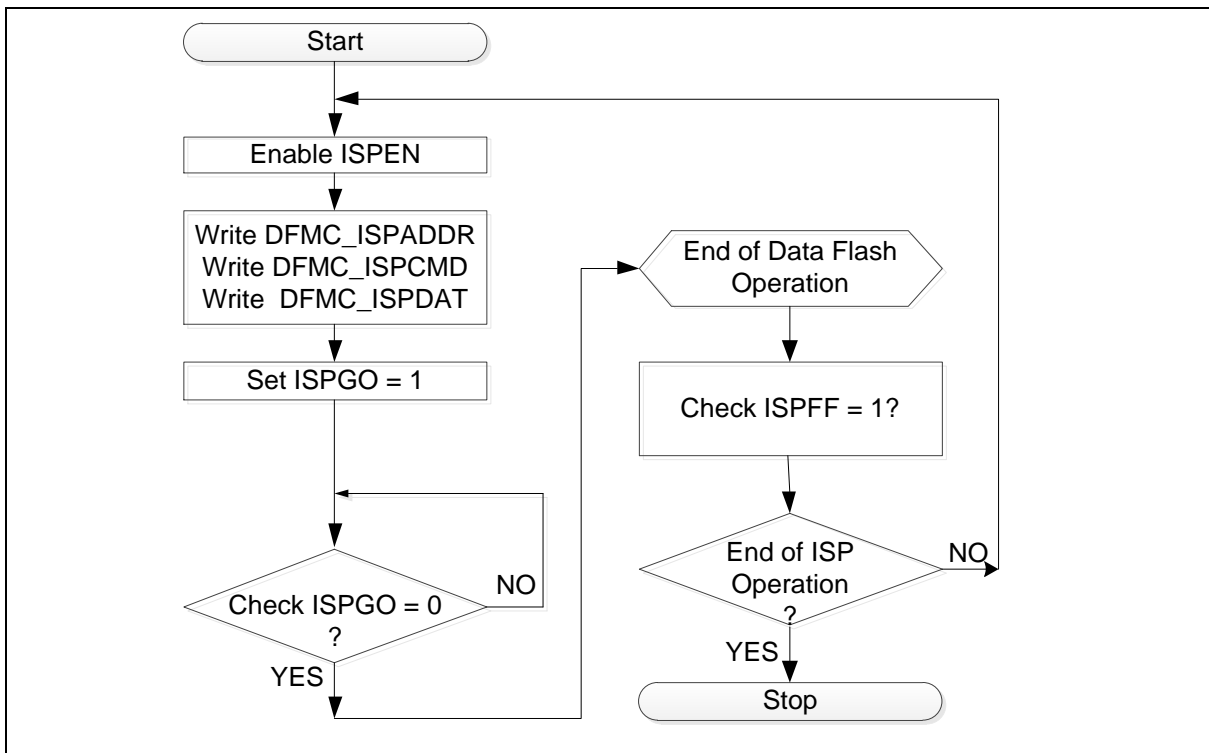 Start
Enable ISPEN
Write DFMC_ISPADDR
Write DFMC_ISPCMD
Write  DFMC_ISPDAT
Set ISPGO = 1
Check ISPGO = 0
?
NO
YES
End of Data Flash
Operation
Check ISPFF = 1?
End of ISP
Operation
?
NO
YES
Stop